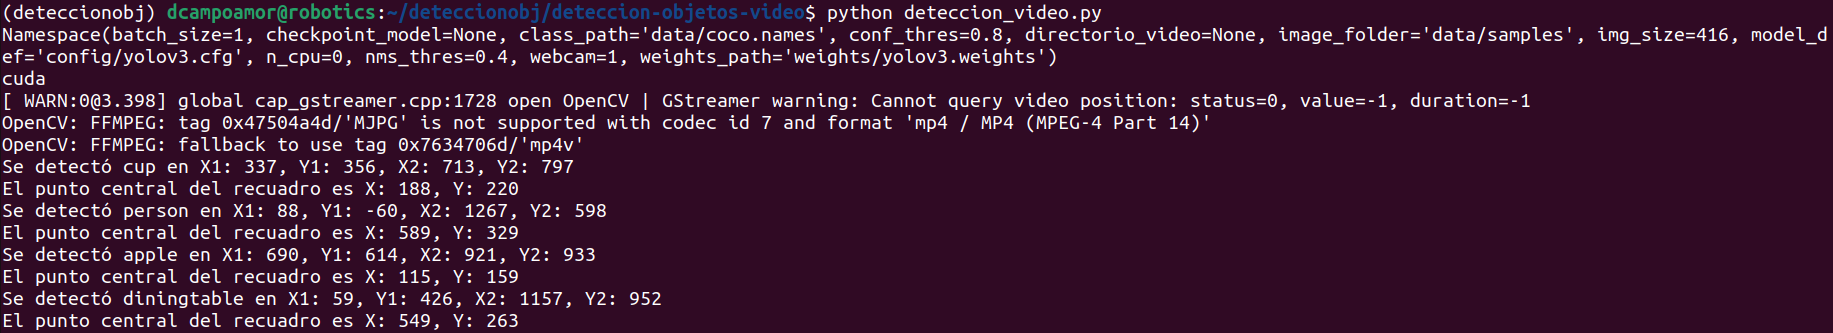 (deteccionobj) dcampoamor@robotics:~/deteccionobj/deteccion-objetos-video$ python deteccion_video.py
Namespace(batch_size=1, checkpoint_model=None, class_path='data/coco.names', conf_thres=0.8, directorio_video=None, image_folder='data/samples', img_size=416, model_d
ef='config/yolov3.cfg', n_cpu=0, nms_thres=0.4, webcam=1, weights_path='weights/yolov3.weights')
cuda
[ WARN:0@3.398] global cap_gstreamer.cpp:1728 open OpenCV | GStreamer warning: Cannot query video position: status=0, value=-1, duration=-1
OpenCV: FFMPEG: tag 0x47504a4d/'MJPG' is not supported with codec id 7 and format 'mp4 / MP4 (MPEG-4 Part 14)'
OpenCV: FFMPEG: fallback to use tag 0x7634706d/'mp4v'
Se detectó cup en X1: 337, Y1: 356, X2: 713, Y2: 797
El punto central del recuadro es X: 188, Y: 220
Se detectó person en X1: 88, Y1: -60, X2: 1267, Y2: 598
El punto central del recuadro es X: 589, Y: 329
Se detectó apple en X1: 690, Y1: 614, X2: 921, Y2: 933
El punto central del recuadro es X: 115, Y: 159
Se detectó diningtable en X1: 59, Y1: 426, X2: 1157, Y2: 952
El punto central del recuadro es X: 549, Y: 263